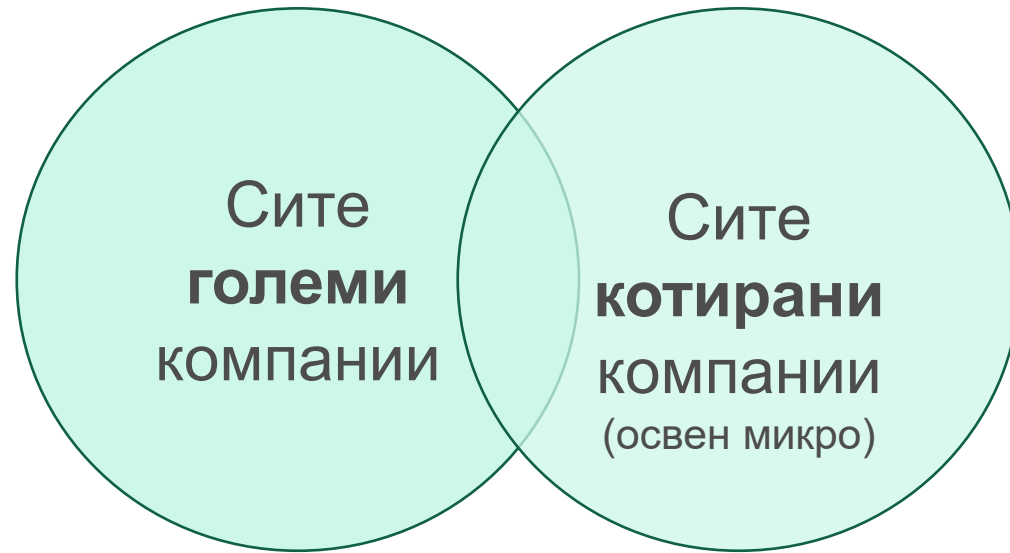 Сите
големи
компании
Сите
котирани
компании
(освен микро)